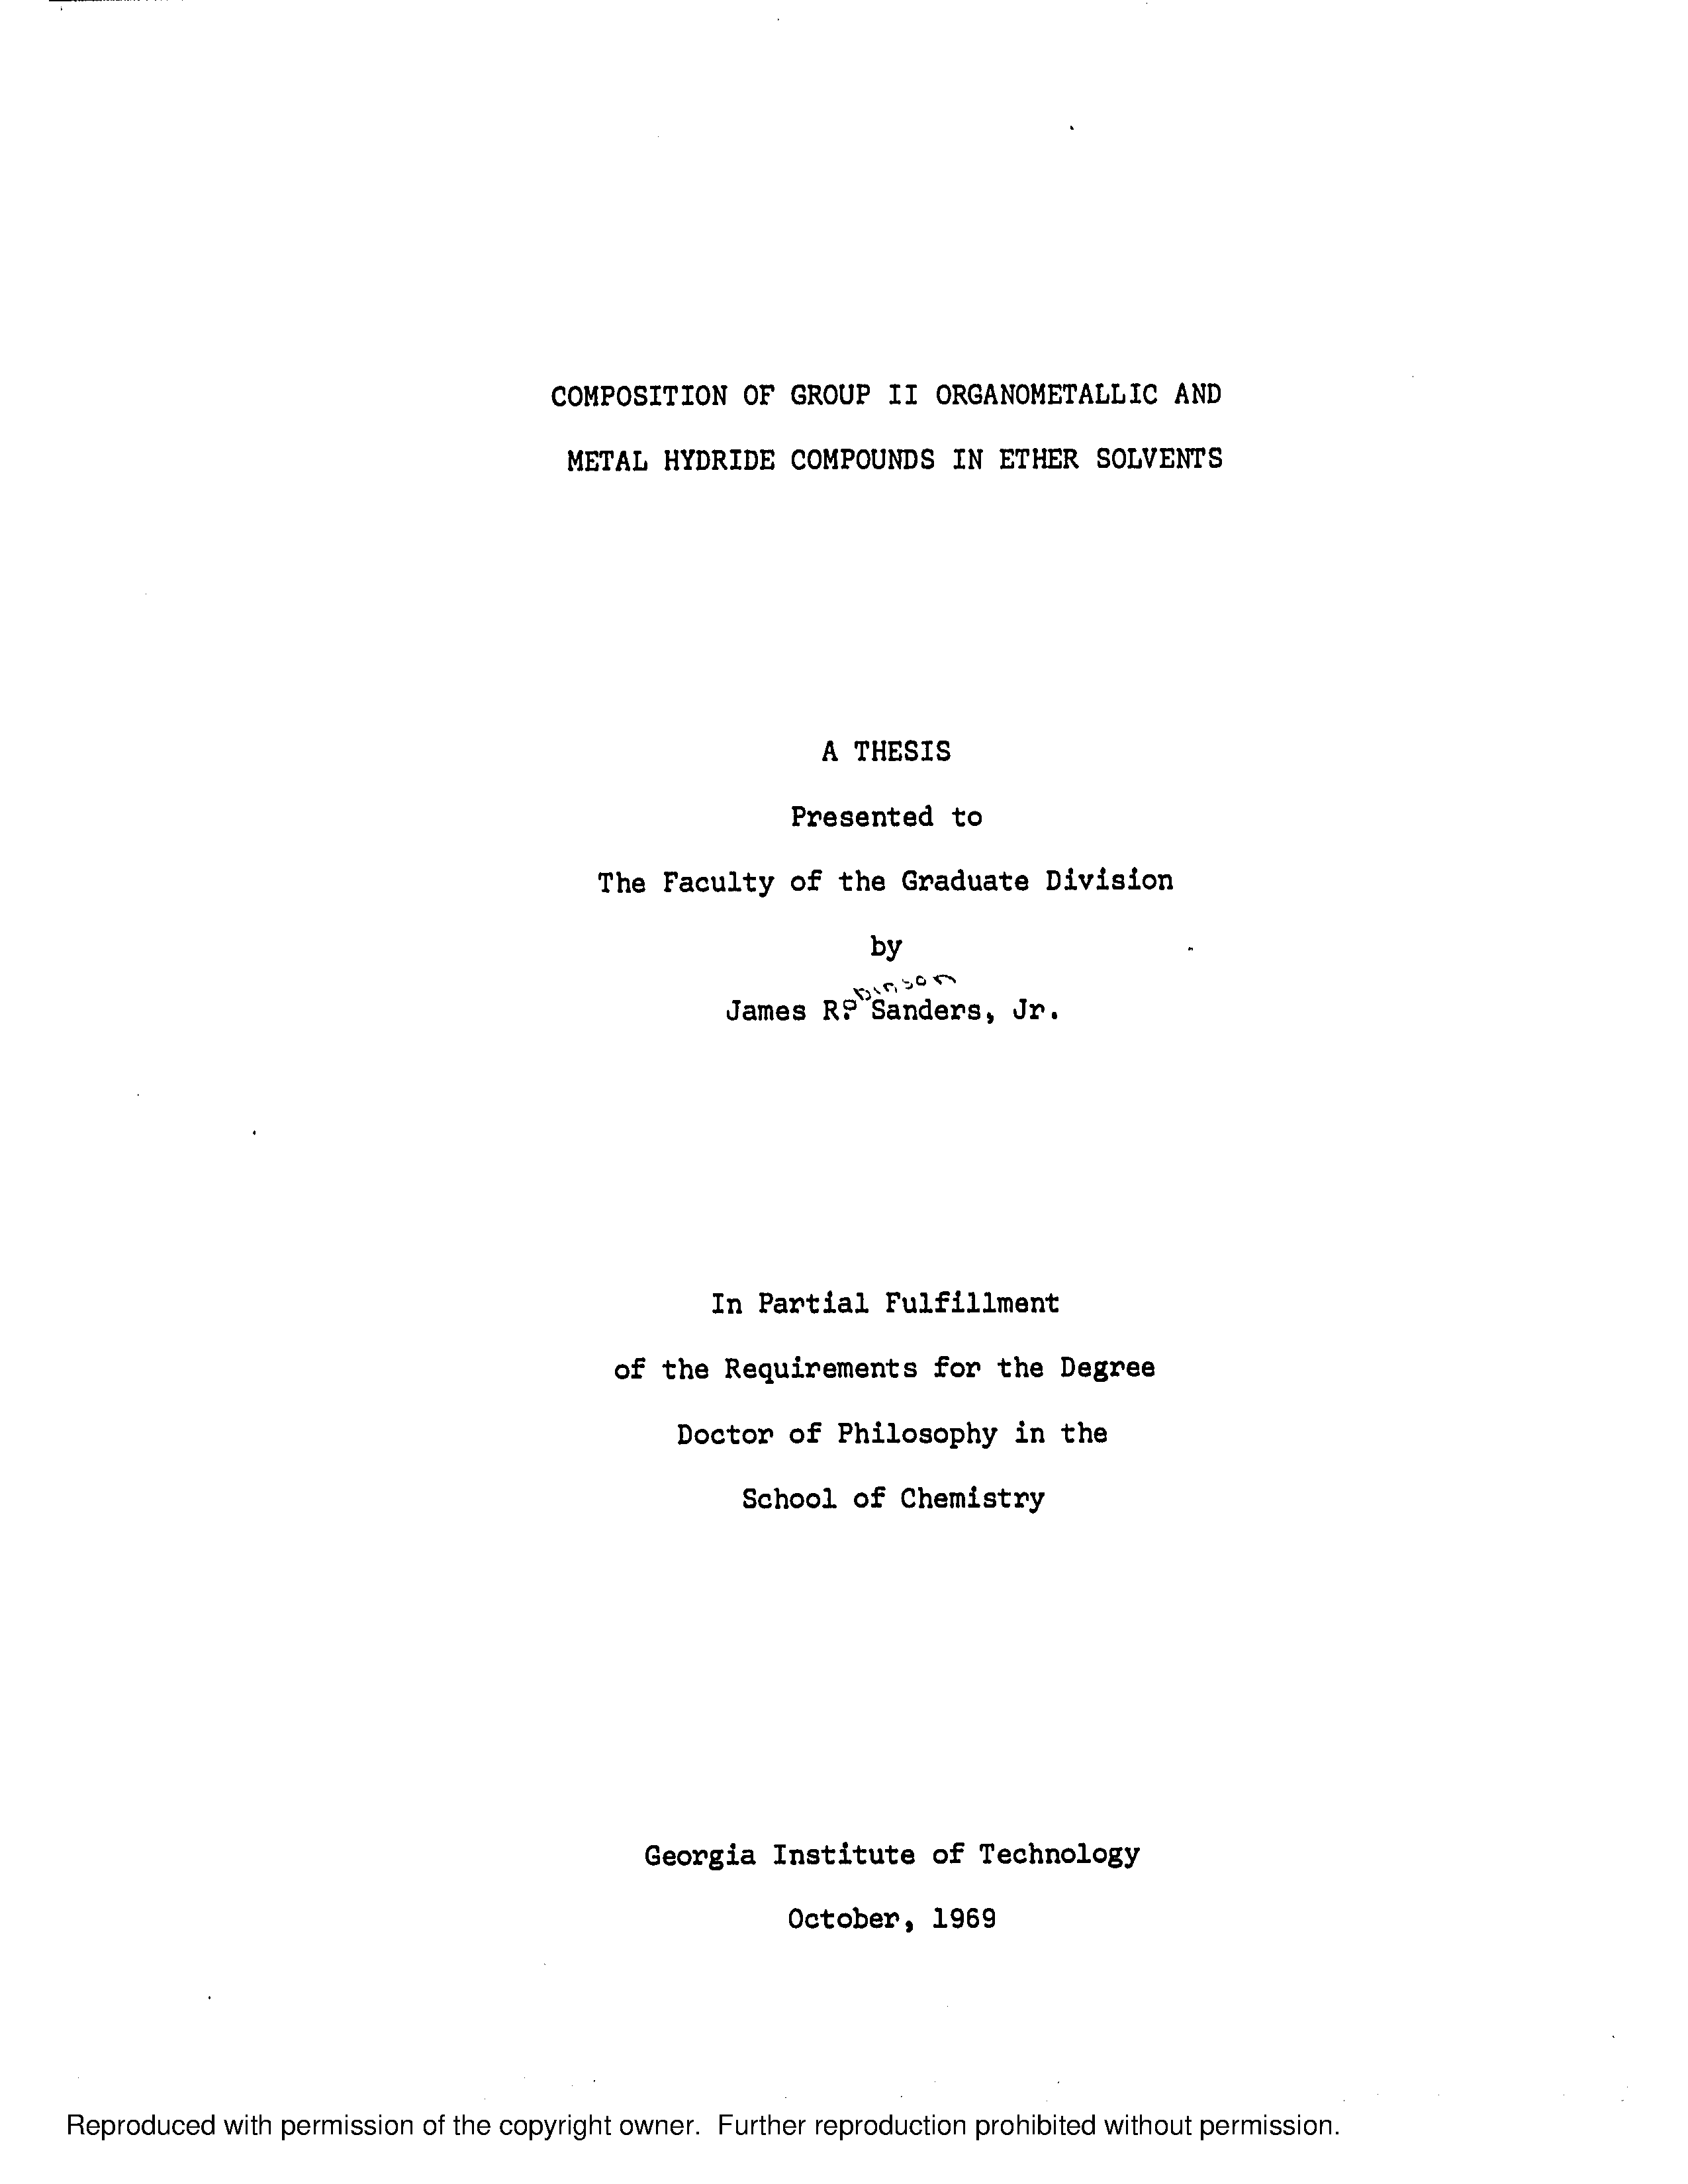 COMPOSITION OF GROUP II ORGANOMETALLIC AND
METAL HYDRIDE COMPOUNDS IN ETHER SOLVENTS
A THESIS
Presented to
The Faculty of the Graduate Division
by
obinson
James R. Sanders, Jr.
In Partial Fulfillment
of the Requirements for the Degree
Doctor of Philosophy in the
School of Chemistry
Georgia Institute of Technology
October, 1969
Reproduced with permission of the copyright owner. Further reproduction prohibited without permission.